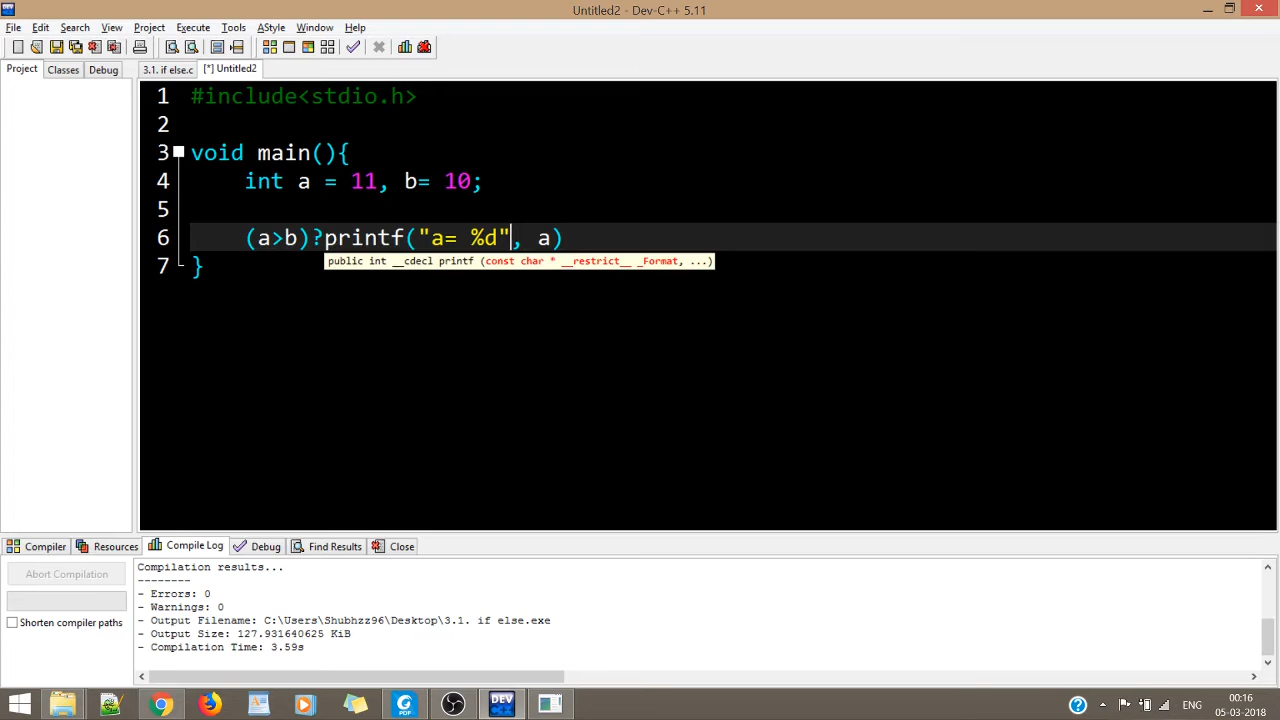 Untitled2 - Dev-C++ 5.11
File Edit Search View Project Execute Tools AStyle Window Help
Project Classes Debug 3.1. if else.c [*] Untitled2
1 #include<stdio.h>
2
3 void main(){
4 int a = 11, b= 10;
5
6 (a>b)?printf("a= %d", a)
public int __cdecl printf (const char * __restrict__ _Format, ...)
7 }
Compiler Resources Compile Log Debug Find Results Close
Abort Compilation
Shorten compiler paths
Compilation results...
--------
- Errors: 0
- Warnings: 0
- Output Filename: C:\Users\Shubhzz96\Desktop\3.1. if else.exe
- Output Size: 127.931640625 KiB
- Compilation Time: 3.59s
PDF
DEV
ENG
00:16
05-03-2018